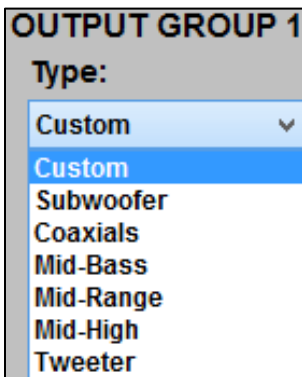 OUTPUT GROUP 1
Type:
Custom
Custom
Subwoofer
Coaxials
Mid-Bass
Mid-Range
Mid-High
Tweeter